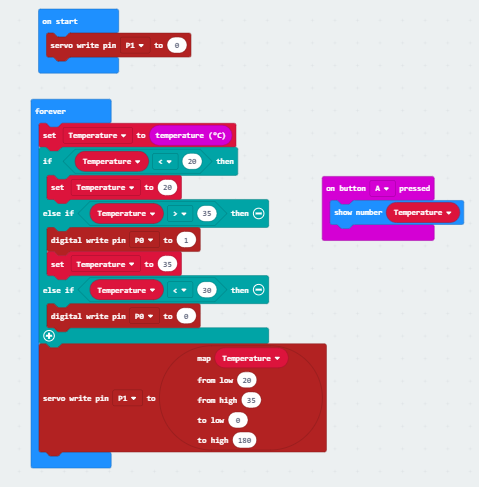 on start
servo write pin P1 to 0
forever
set Temperature to temperature (°C)
if Temperature < 20 then
set Temperature to 20
else if Temperature > 35 then
digital write pin P0 to 1
set Temperature to 35
else if Temperature < 30 then
digital write pin P0 to 0
servo write pin P1 to
map Temperature
from low 20
from high 35
to low 0
to high 180
on button A pressed
show number Temperature